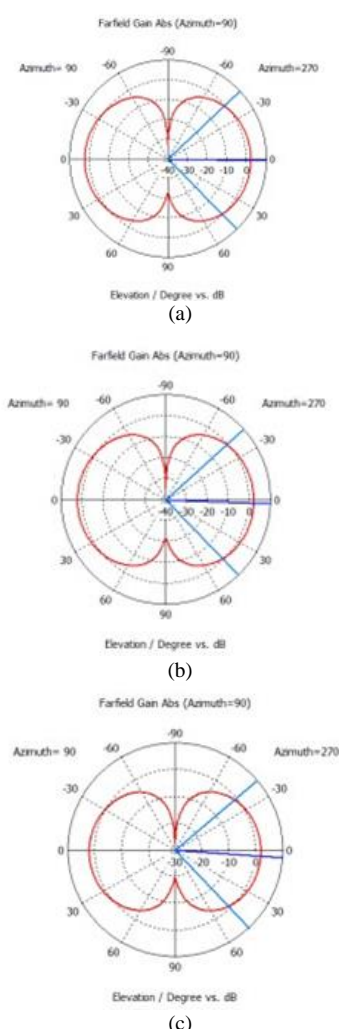 Farfield Gain Abs (Azimuth=90)
-90
Azimuth= 90 Azimuth=270
-60 -60
-30 -30
0 -40 -30 -20 -10 0 0
30 30
60 60
90
Elevation / Degree vs. dB
(a)
Farfield Gain Abs (Azimuth=90)
-90
Azimuth= 90 Azimuth=270
-60 -60
-30 -30
0 -40 -30 -20 -10 0 0
30 30
60 60
90
Elevation / Degree vs. dB
(b)
Farfield Gain Abs (Azimuth=90)
-90
Azimuth= 90 Azimuth=270
-60 -60
-30 -30
0 -30 -20 -10 0 0
30 30
60 60
90
Elevation / Degree vs. dB
(c)